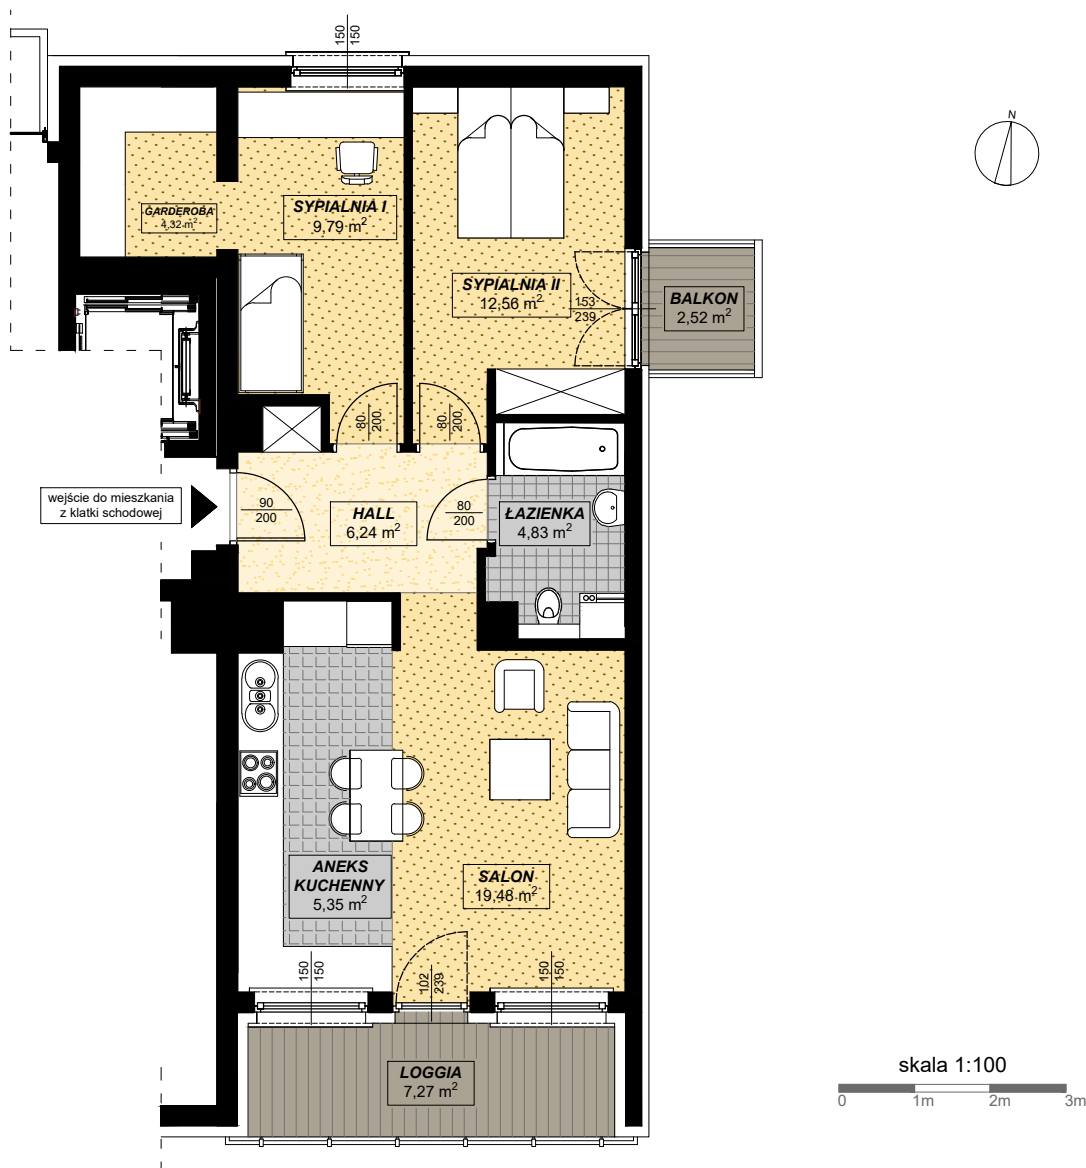 150
150
N
GARDEROBA
4,32 m²
SYPIALNIA I
9,79 m²
SYPIALNIA II
12,56 m²
153
239
BALKON
2,52 m²
80
200
80
200
wejście do mieszkania
z klatki schodowej
90
200
HALL
6,24 m²
80
200
ŁAZIENKA
4,83 m²
ANEKS
KUCHENNY
5,35 m²
SALON
19,48 m²
150
150
102
239
150
150
LOGGIA
7,27 m²
skala 1:100
0 1m 2m 3m